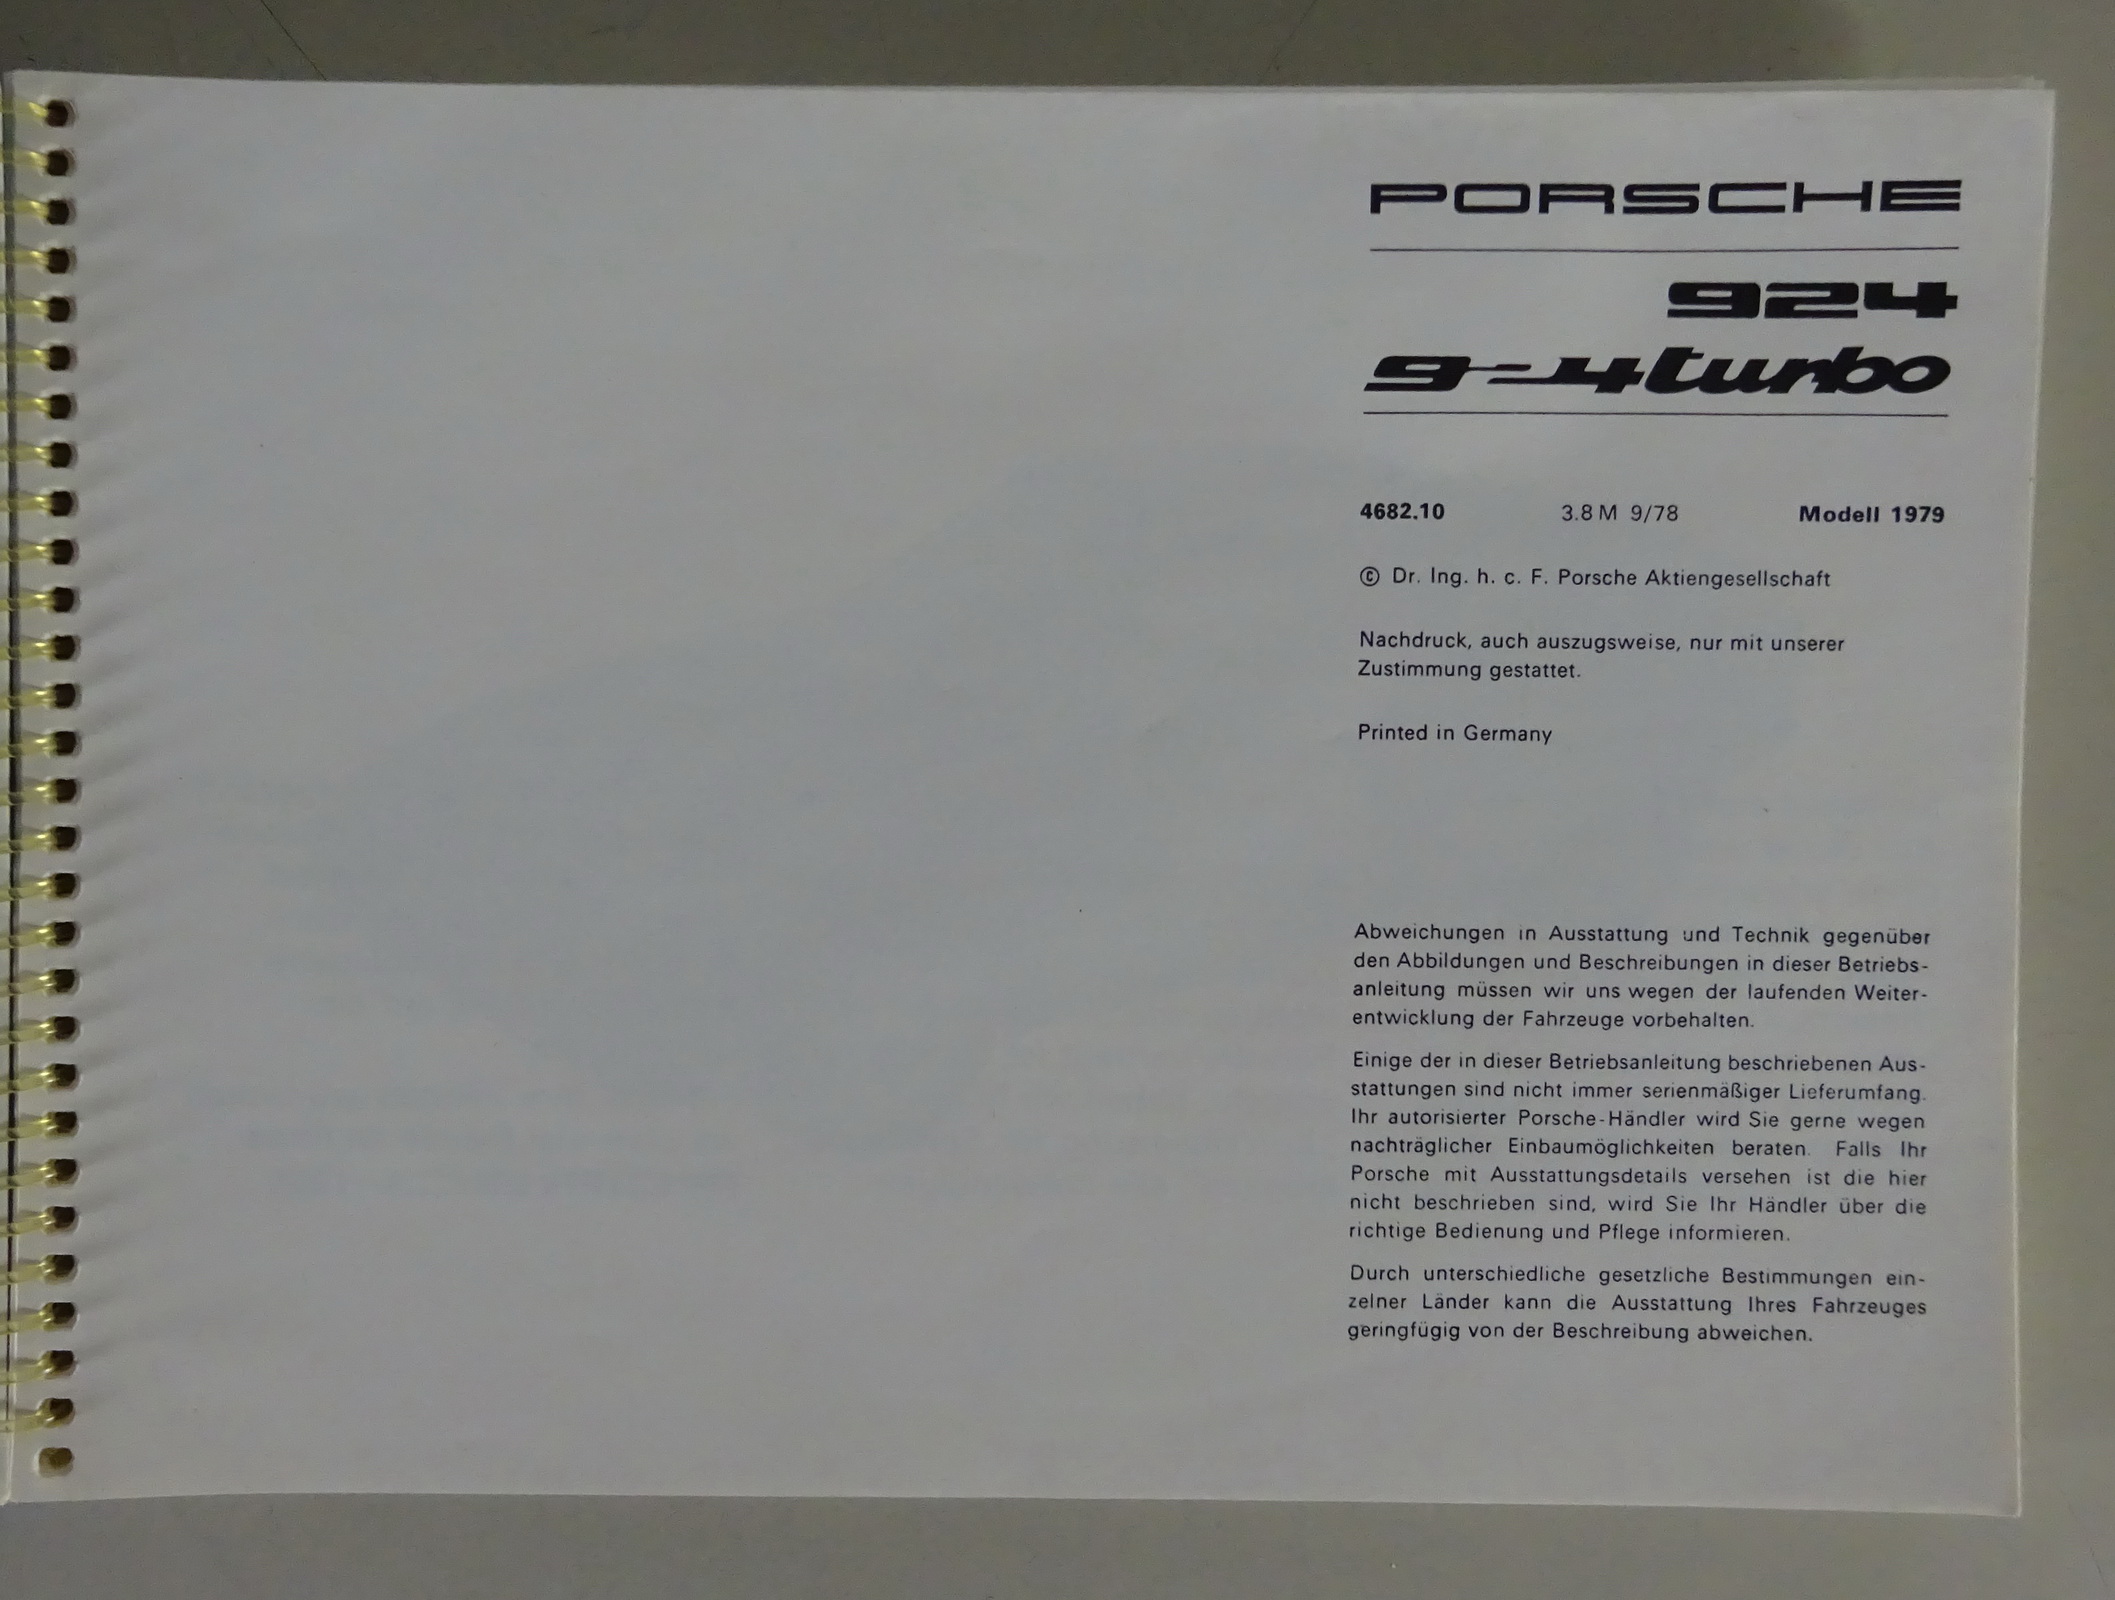 PORSCHE
924
924turbo
4682.10 3.8 M 9/78 Modell 1979
© Dr. Ing. h. c. F. Porsche Aktiengesellschaft
Nachdruck, auch auszugsweise, nur mit unserer
Zustimmung gestattet.
Printed in Germany
Abweichungen in Ausstattung und Technik gegenüber
den Abbildungen und Beschreibungen in dieser Betriebs-
anleitung müssen wir uns wegen der laufenden Weiter-
entwicklung der Fahrzeuge vorbehalten.
Einige der in dieser Betriebsanleitung beschriebenen Aus-
stattungen sind nicht immer serienmäßiger Lieferumfang.
Ihr autorisierter Porsche-Händler wird Sie gerne wegen
nachträglicher Einbaumöglichkeiten beraten. Falls Ihr
Porsche mit Ausstattungsdetails versehen ist die hier
nicht beschrieben sind, wird Sie Ihr Händler über die
richtige Bedienung und Pflege informieren.
Durch unterschiedliche gesetzliche Bestimmungen ein-
zelner Länder kann die Ausstattung Ihres Fahrzeuges
geringfügig von der Beschreibung abweichen.